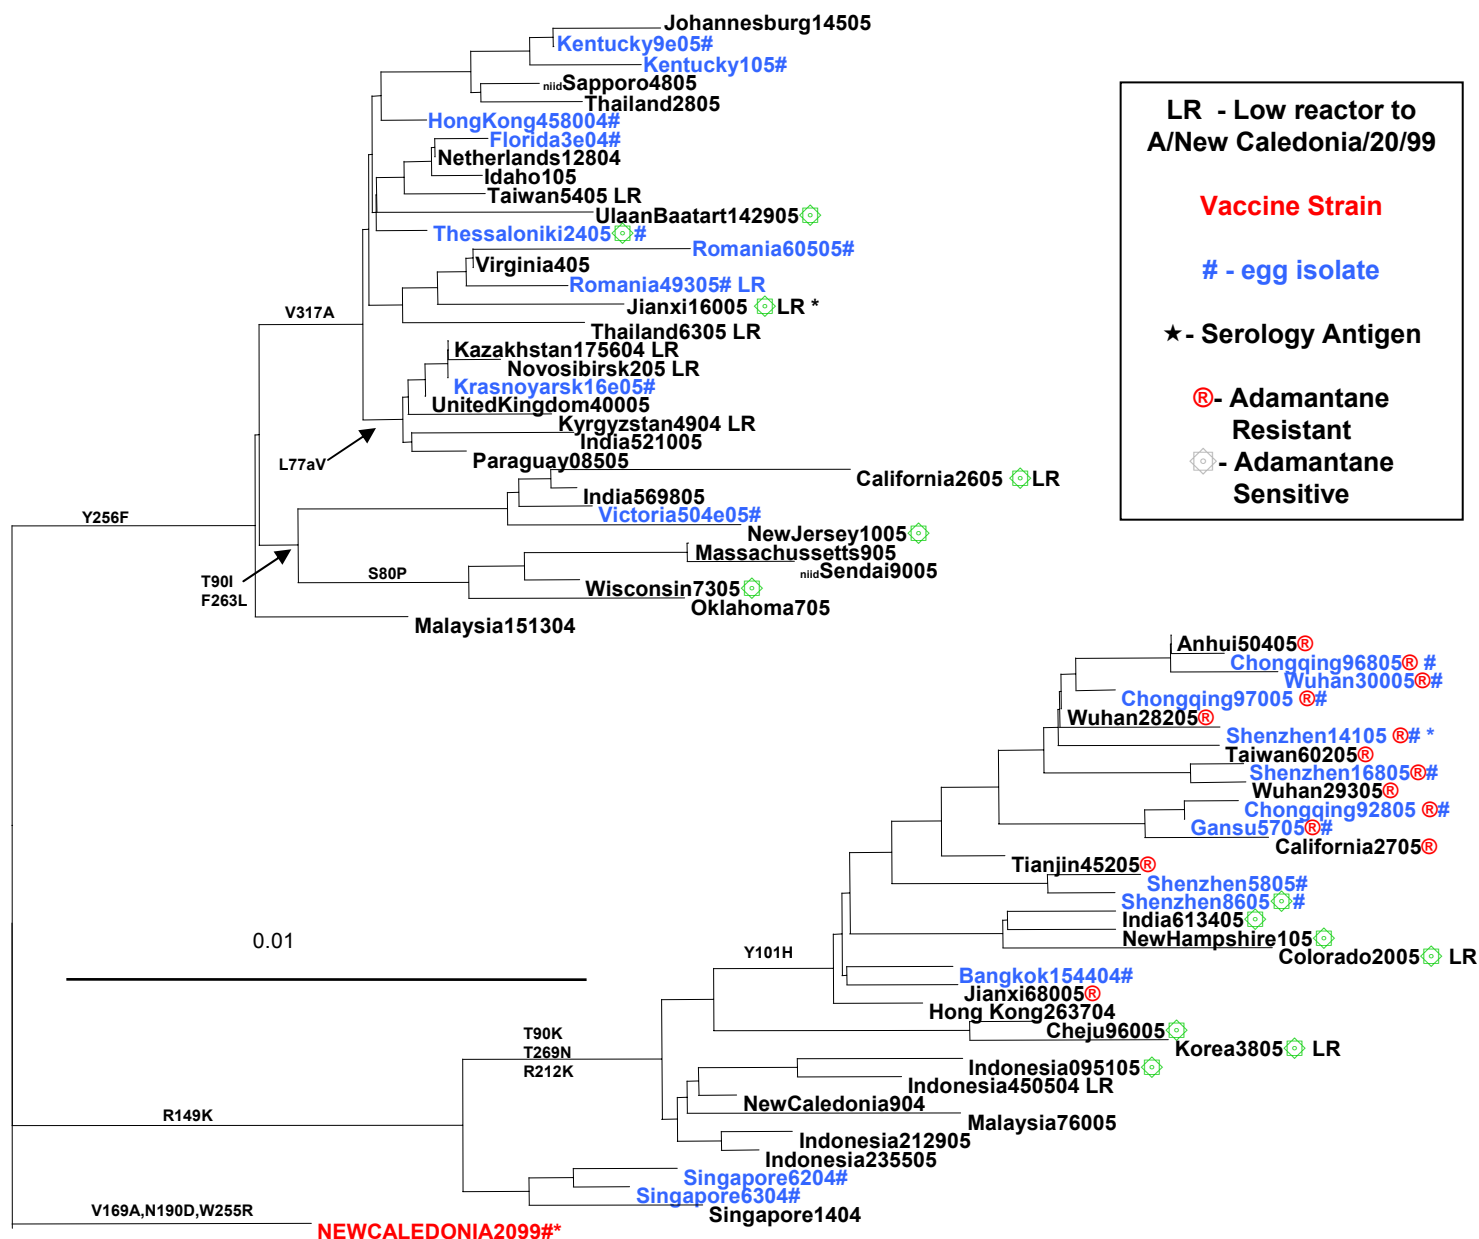 Johannesburg14505
Kentucky9e05#
Kentucky105#
niidSapporo4805
Thailand2805
HongKong458004#
Florida3e04#
Netherlands12804
Idaho105
Taiwan5405 LR
UlaanBaatart142905
Thessaloniki2405#
Romania60505#
Virginia405
Romania49305# LR
Jianxi16005 LR *
V317A
Thailand6305 LR
Kazakhstan175604 LR
Novosibirsk205 LR
Krasnoyarsk16e05#
UnitedKingdom40005
Kyrgyzstan4904 LR
India521005
L77aV
Paraguay08505
California2605 LR
India569805
Victoria504e05#
Y256F
NewJersey1005
Massachussetts905
niidSendai9005
T90I
F263L
S80P
Wisconsin7305
Oklahoma705
Malaysia151304
LR - Low reactor to
A/New Caledonia/20/99
Vaccine Strain
# - egg isolate
★- Serology Antigen
®- Adamantane
Resistant
- Adamantane
Sensitive
Anhui50405®
Chongqing96805® #
Wuhan30005®#
Chongqing97005 ®#
Wuhan28205®
Shenzhen14105 ®# *
Taiwan60205®
Shenzhen16805®#
Wuhan29305®
Chongqing92805 ®#
Gansu5705®#
California2705®
Tianjin45205®
Shenzhen5805#
Shenzhen8605#
India613405
NewHampshire105
0.01
Y101H
Colorado2005 LR
Bangkok154404#
Jianxi68005®
Hong Kong263704
Cheju96005
Korea3805 LR
T90K
T269N
R212K
Indonesia095105
Indonesia450504 LR
NewCaledonia904
R149K
Malaysia76005
Indonesia212905
Indonesia235505
Singapore6204#
Singapore6304#
Singapore1404
V169A,N190D,W255R
NEWCALEDONIA2099#*